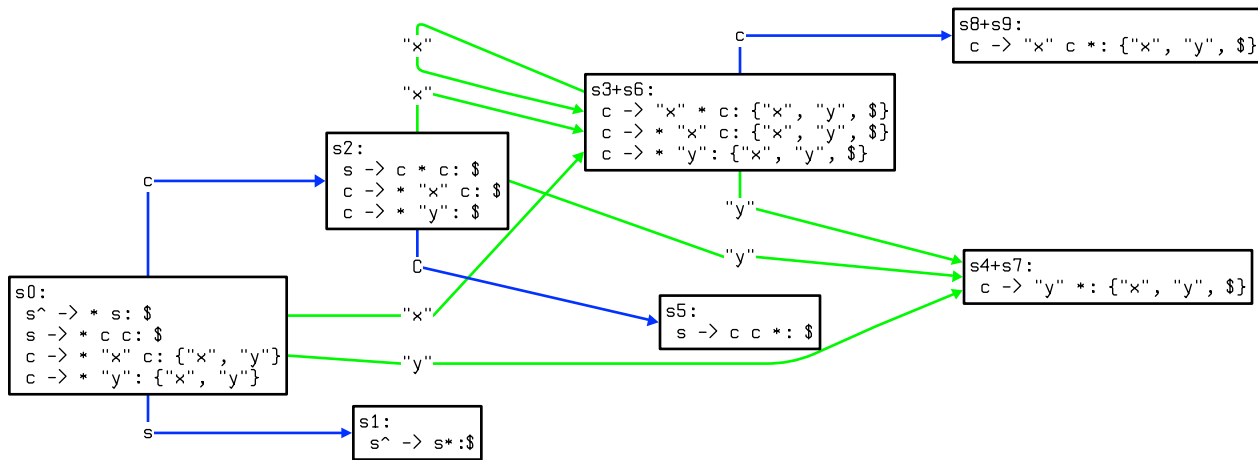 s8+s9:
c -> "x" c *: {"x", "y", $}
c
"x"
"x"
s3+s6:
c -> "x" * c: {"x", "y", $}
c -> * "x" c: {"x", "y", $}
c -> * "y": {"x", "y", $}
s2:
s -> c * c: $
c -> * "x" c: $
c -> * "y": $
c
"y"
"y"
C
s4+s7:
c -> "y" *: {"x", "y", $}
s0:
s^ -> * s: $
s -> * c c: $
c -> * "x" c: {"x", "y"}
c -> * "y": {"x", "y"}
"x"
"y"
s5:
s -> c c *: $
s
s1:
s^ -> s*:$